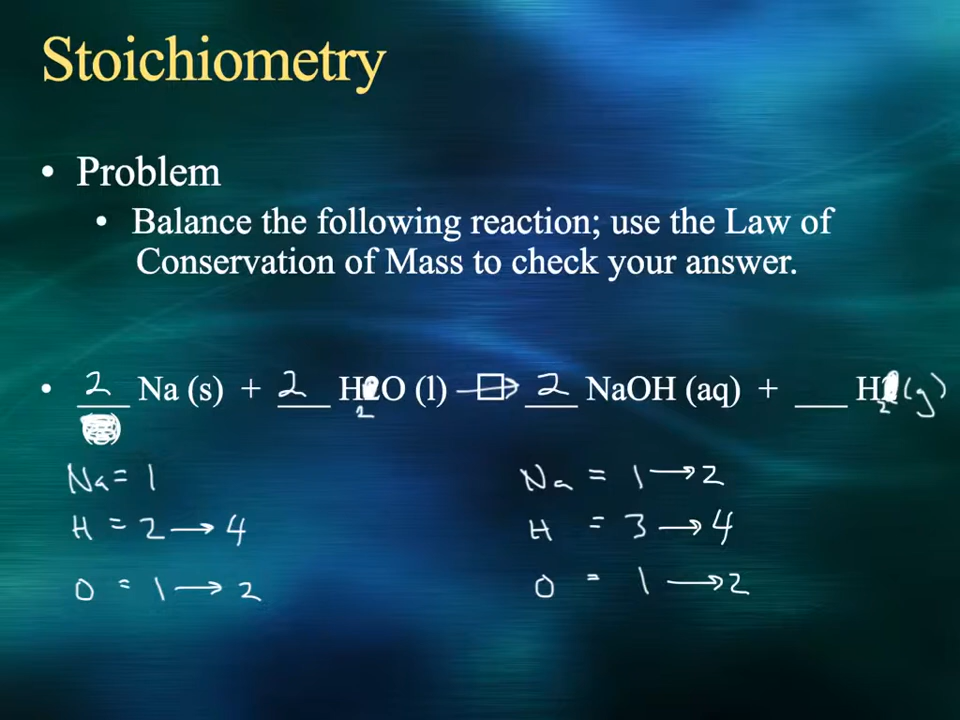 Stoichiometry
• Problem
• Balance the following reaction; use the Law of
Conservation of Mass to check your answer.
• 2 Na (s) + 2 H₂O (l) → 2 NaOH (aq) + ___ H₂(g)
Na = 1 Na = 1 → 2
H = 2 → 4 H = 3 → 4
O = 1 → 2 O = 1 → 2